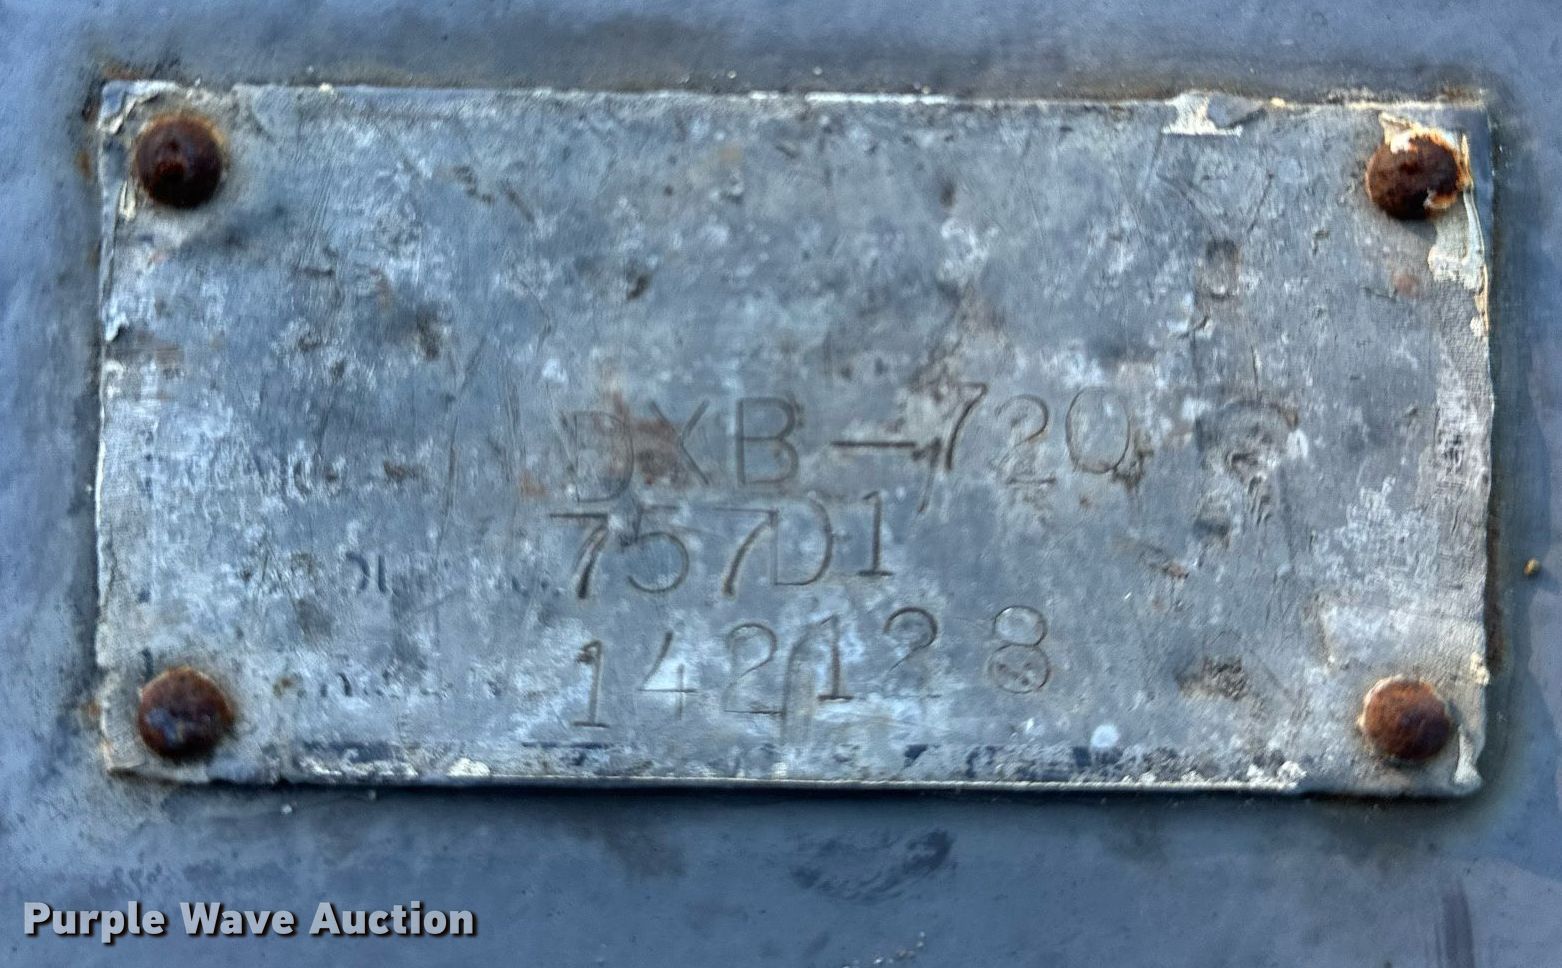 DXB-720
757D1
142128
Purple Wave Auction